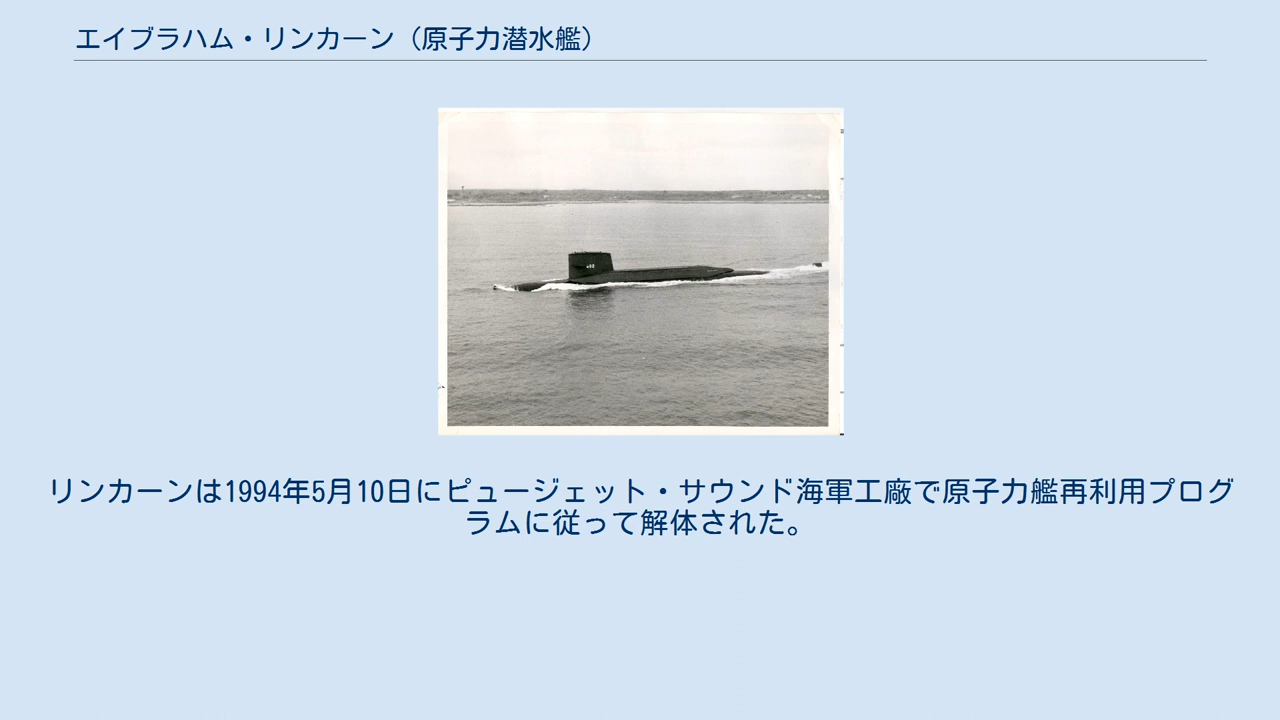 エイブラハム・リンカーン（原子力潜水艦）
リンカーンは1994年5月10日にピュージェット・サウンド海軍工廠で原子力艦再利用プログ
ラムに従って解体された。